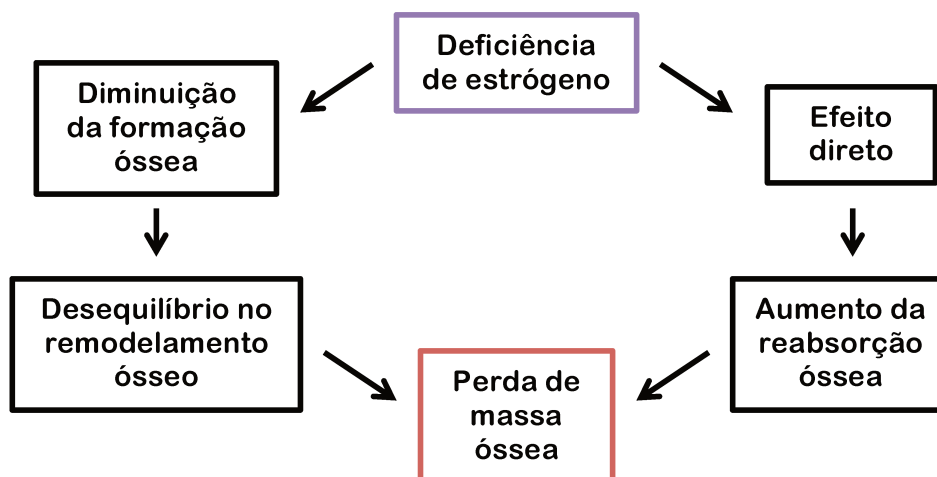 Deficiência
de estrógeno
Diminuição
da formação
óssea
Efeito
direto
Desequilíbrio no
remodelamento
ósseo
Aumento da
reabsorção
óssea
Perda de
massa
óssea